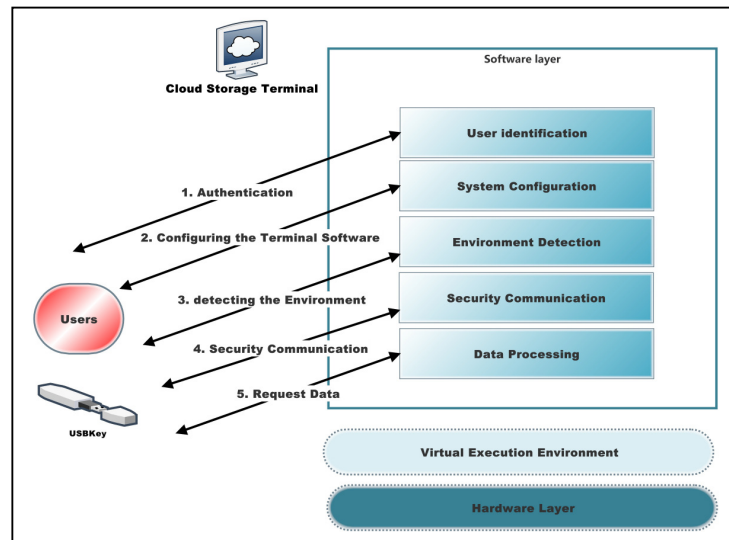 Cloud Storage Terminal
Software layer
User identification
1. Authentication
System Configuration
2. Configuring the Terminal Software
Environment Detection
3. detecting the Environment
Users
Security Communication
4. Security Communication
Data Processing
5. Request Data
USBKey
Virtual Execution Environment
Hardware Layer